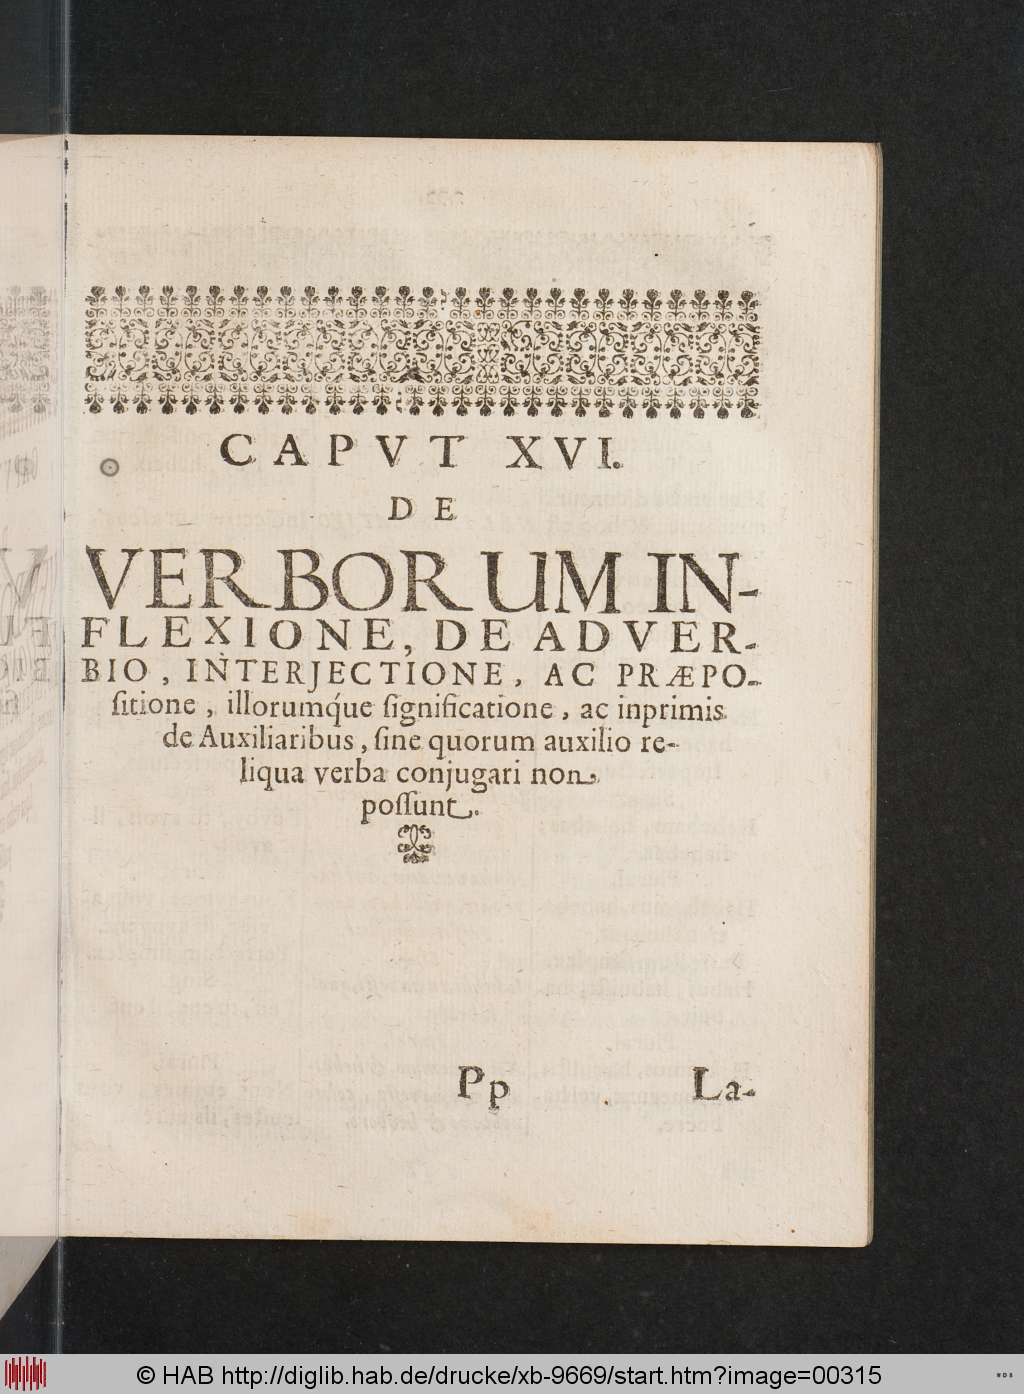 CAPVT XVI.
DE
VERBORUM IN-
FLEXIONE, DE ADVER-
BIO, INTERJECTIONE, AC PRÆPO-
sitione, illorumq́ue significatione, ac inprimis
de Auxiliaribus, sine quorum auxilio re-
liqua verba conjugari non
possunt.
Pp La-
© HAB http://diglib.hab.de/drucke/xb-9669/start.htm?image=00315